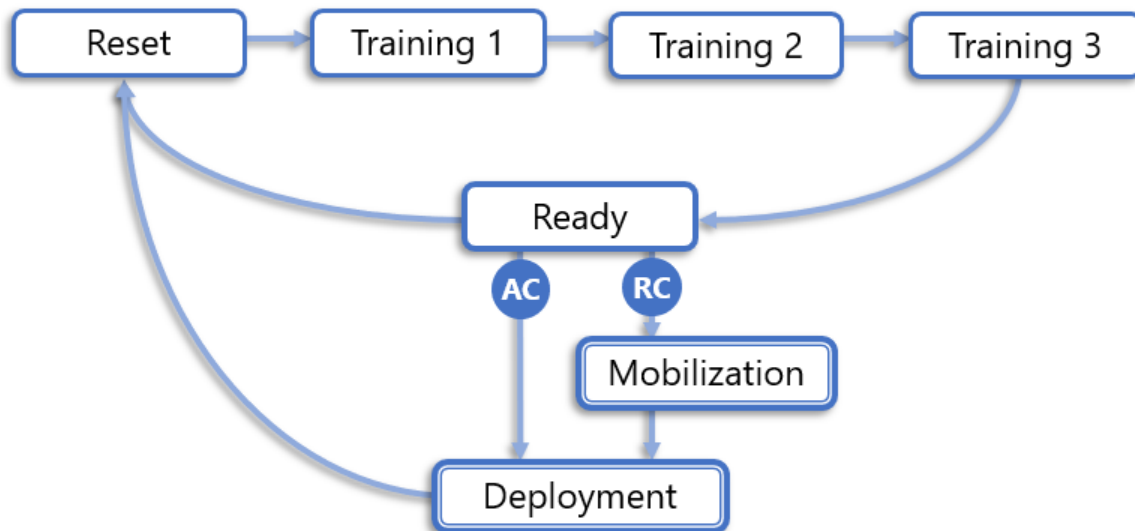 Reset
Training 1
Training 2
Training 3
Ready
AC
RC
Mobilization
Deployment